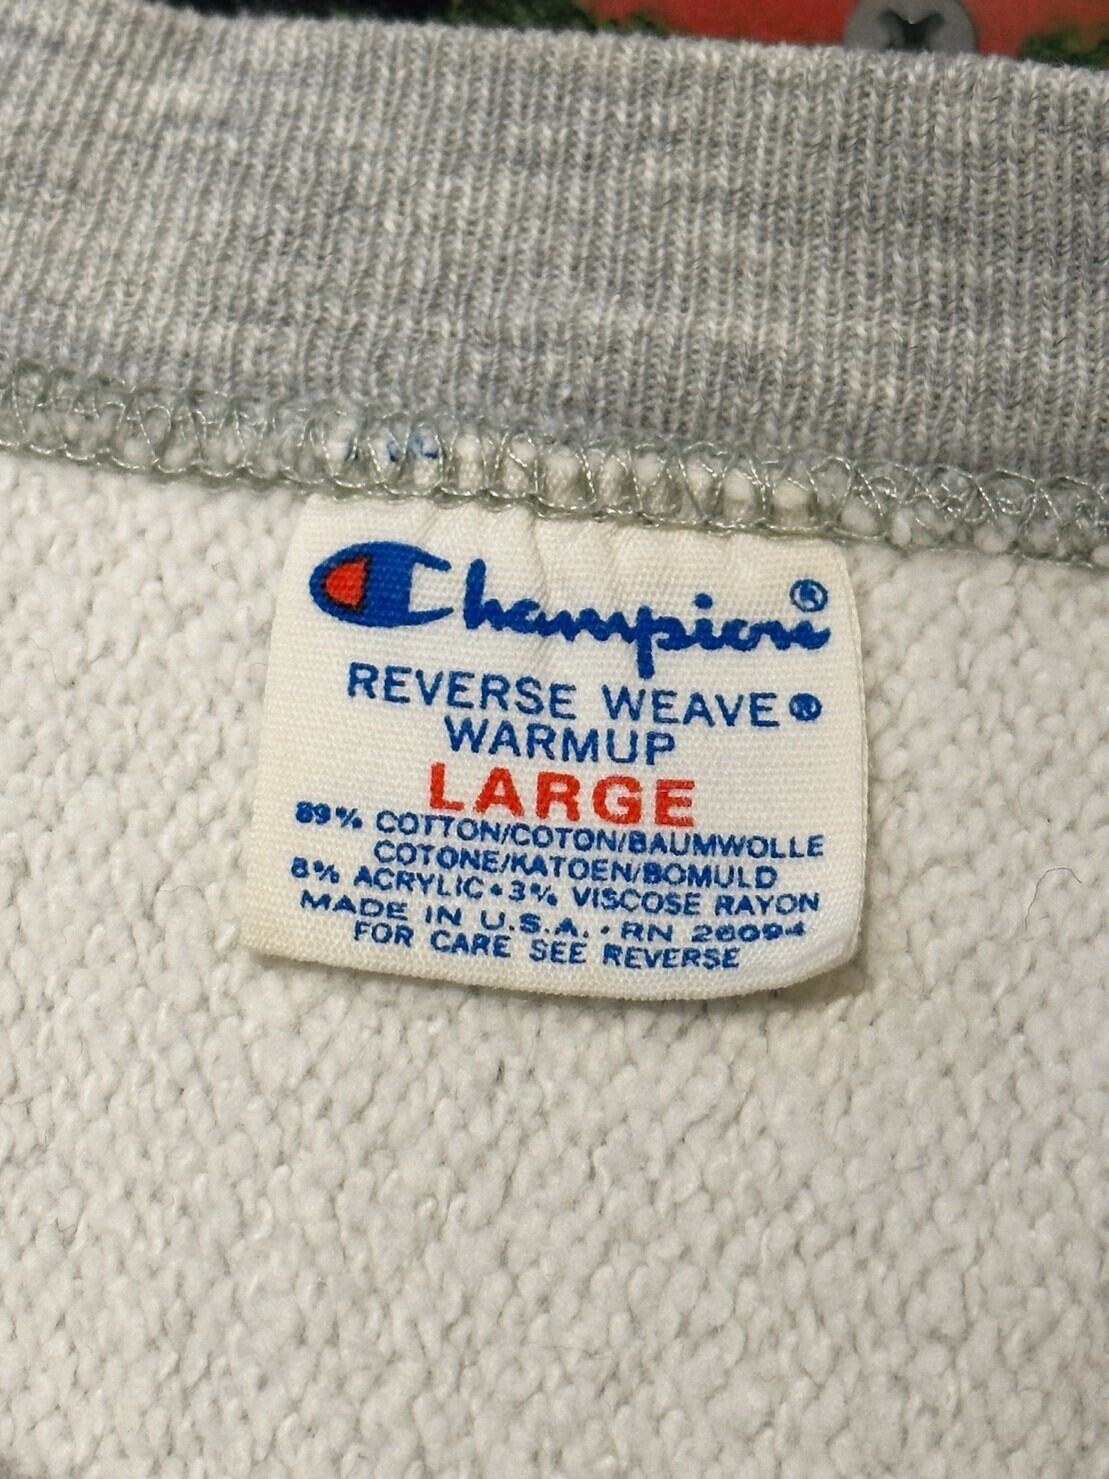 Champion®
REVERSE WEAVE®
WARMUP
LARGE
89% COTTON/COTON/BAUMWOLLE
COTONE/KATOEN/BOMULD
8% ACRYLIC • 3% VISCOSE RAYON
MADE IN U.S.A. • RN 26094
FOR CARE SEE REVERSE